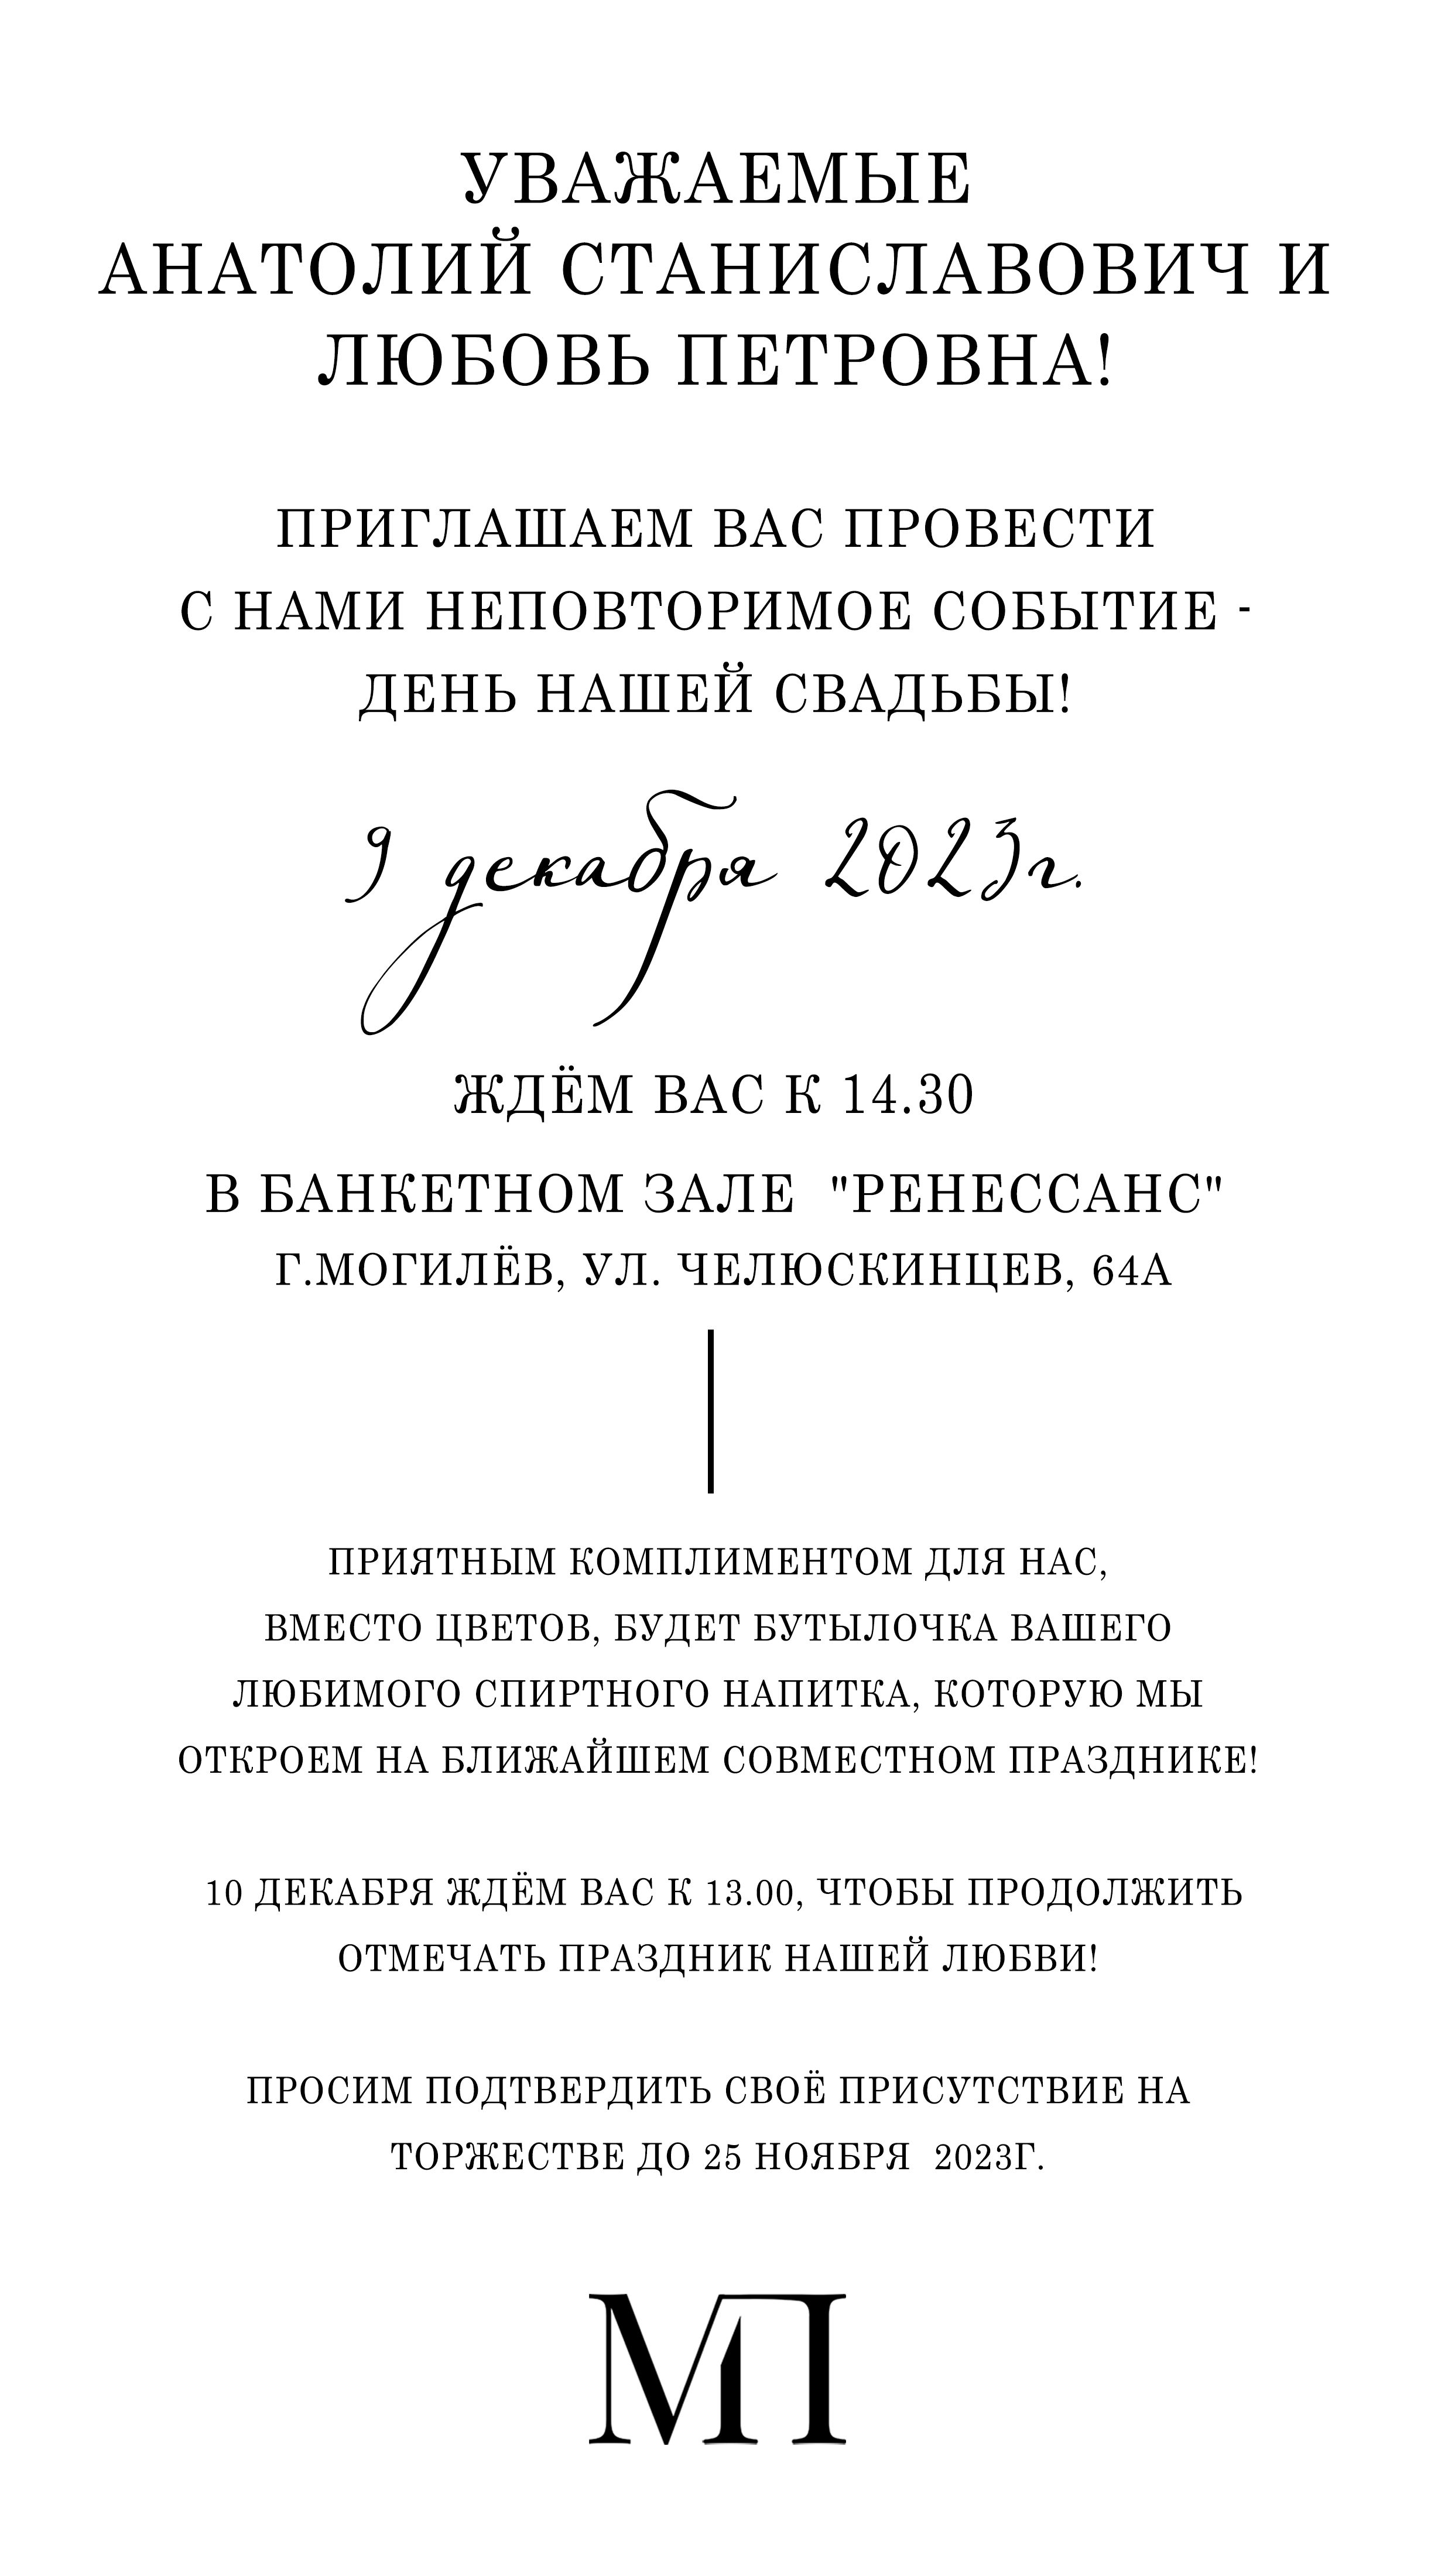 УВАЖАЕМЫЕ
АНАТОЛИЙ СТАНИСЛАВОВИЧ И
ЛЮБОВЬ ПЕТРОВНА!
ПРИГЛАШАЕМ ВАС ПРОВЕСТИ
С НАМИ НЕПОВТОРИМОЕ СОБЫТИЕ -
ДЕНЬ НАШЕЙ СВАДЬБЫ!
9 декабря 2023г.
ЖДЁМ ВАС К 14.30
В БАНКЕТНОМ ЗАЛЕ "РЕНЕССАНС"
Г.МОГИЛЁВ, УЛ. ЧЕЛЮСКИНЦЕВ, 64А
ПРИЯТНЫМ КОМПЛИМЕНТОМ ДЛЯ НАС,
ВМЕСТО ЦВЕТОВ, БУДЕТ БУТЫЛОЧКА ВАШЕГО
ЛЮБИМОГО СПИРТНОГО НАПИТКА, КОТОРУЮ МЫ
ОТКРОЕМ НА БЛИЖАЙШЕМ СОВМЕСТНОМ ПРАЗДНИКЕ!
10 ДЕКАБРЯ ЖДЁМ ВАС К 13.00, ЧТОБЫ ПРОДОЛЖИТЬ
ОТМЕЧАТЬ ПРАЗДНИК НАШЕЙ ЛЮБВИ!
ПРОСИМ ПОДТВЕРДИТЬ СВОЁ ПРИСУТСТВИЕ НА
ТОРЖЕСТВЕ ДО 25 НОЯБРЯ 2023Г.
МП